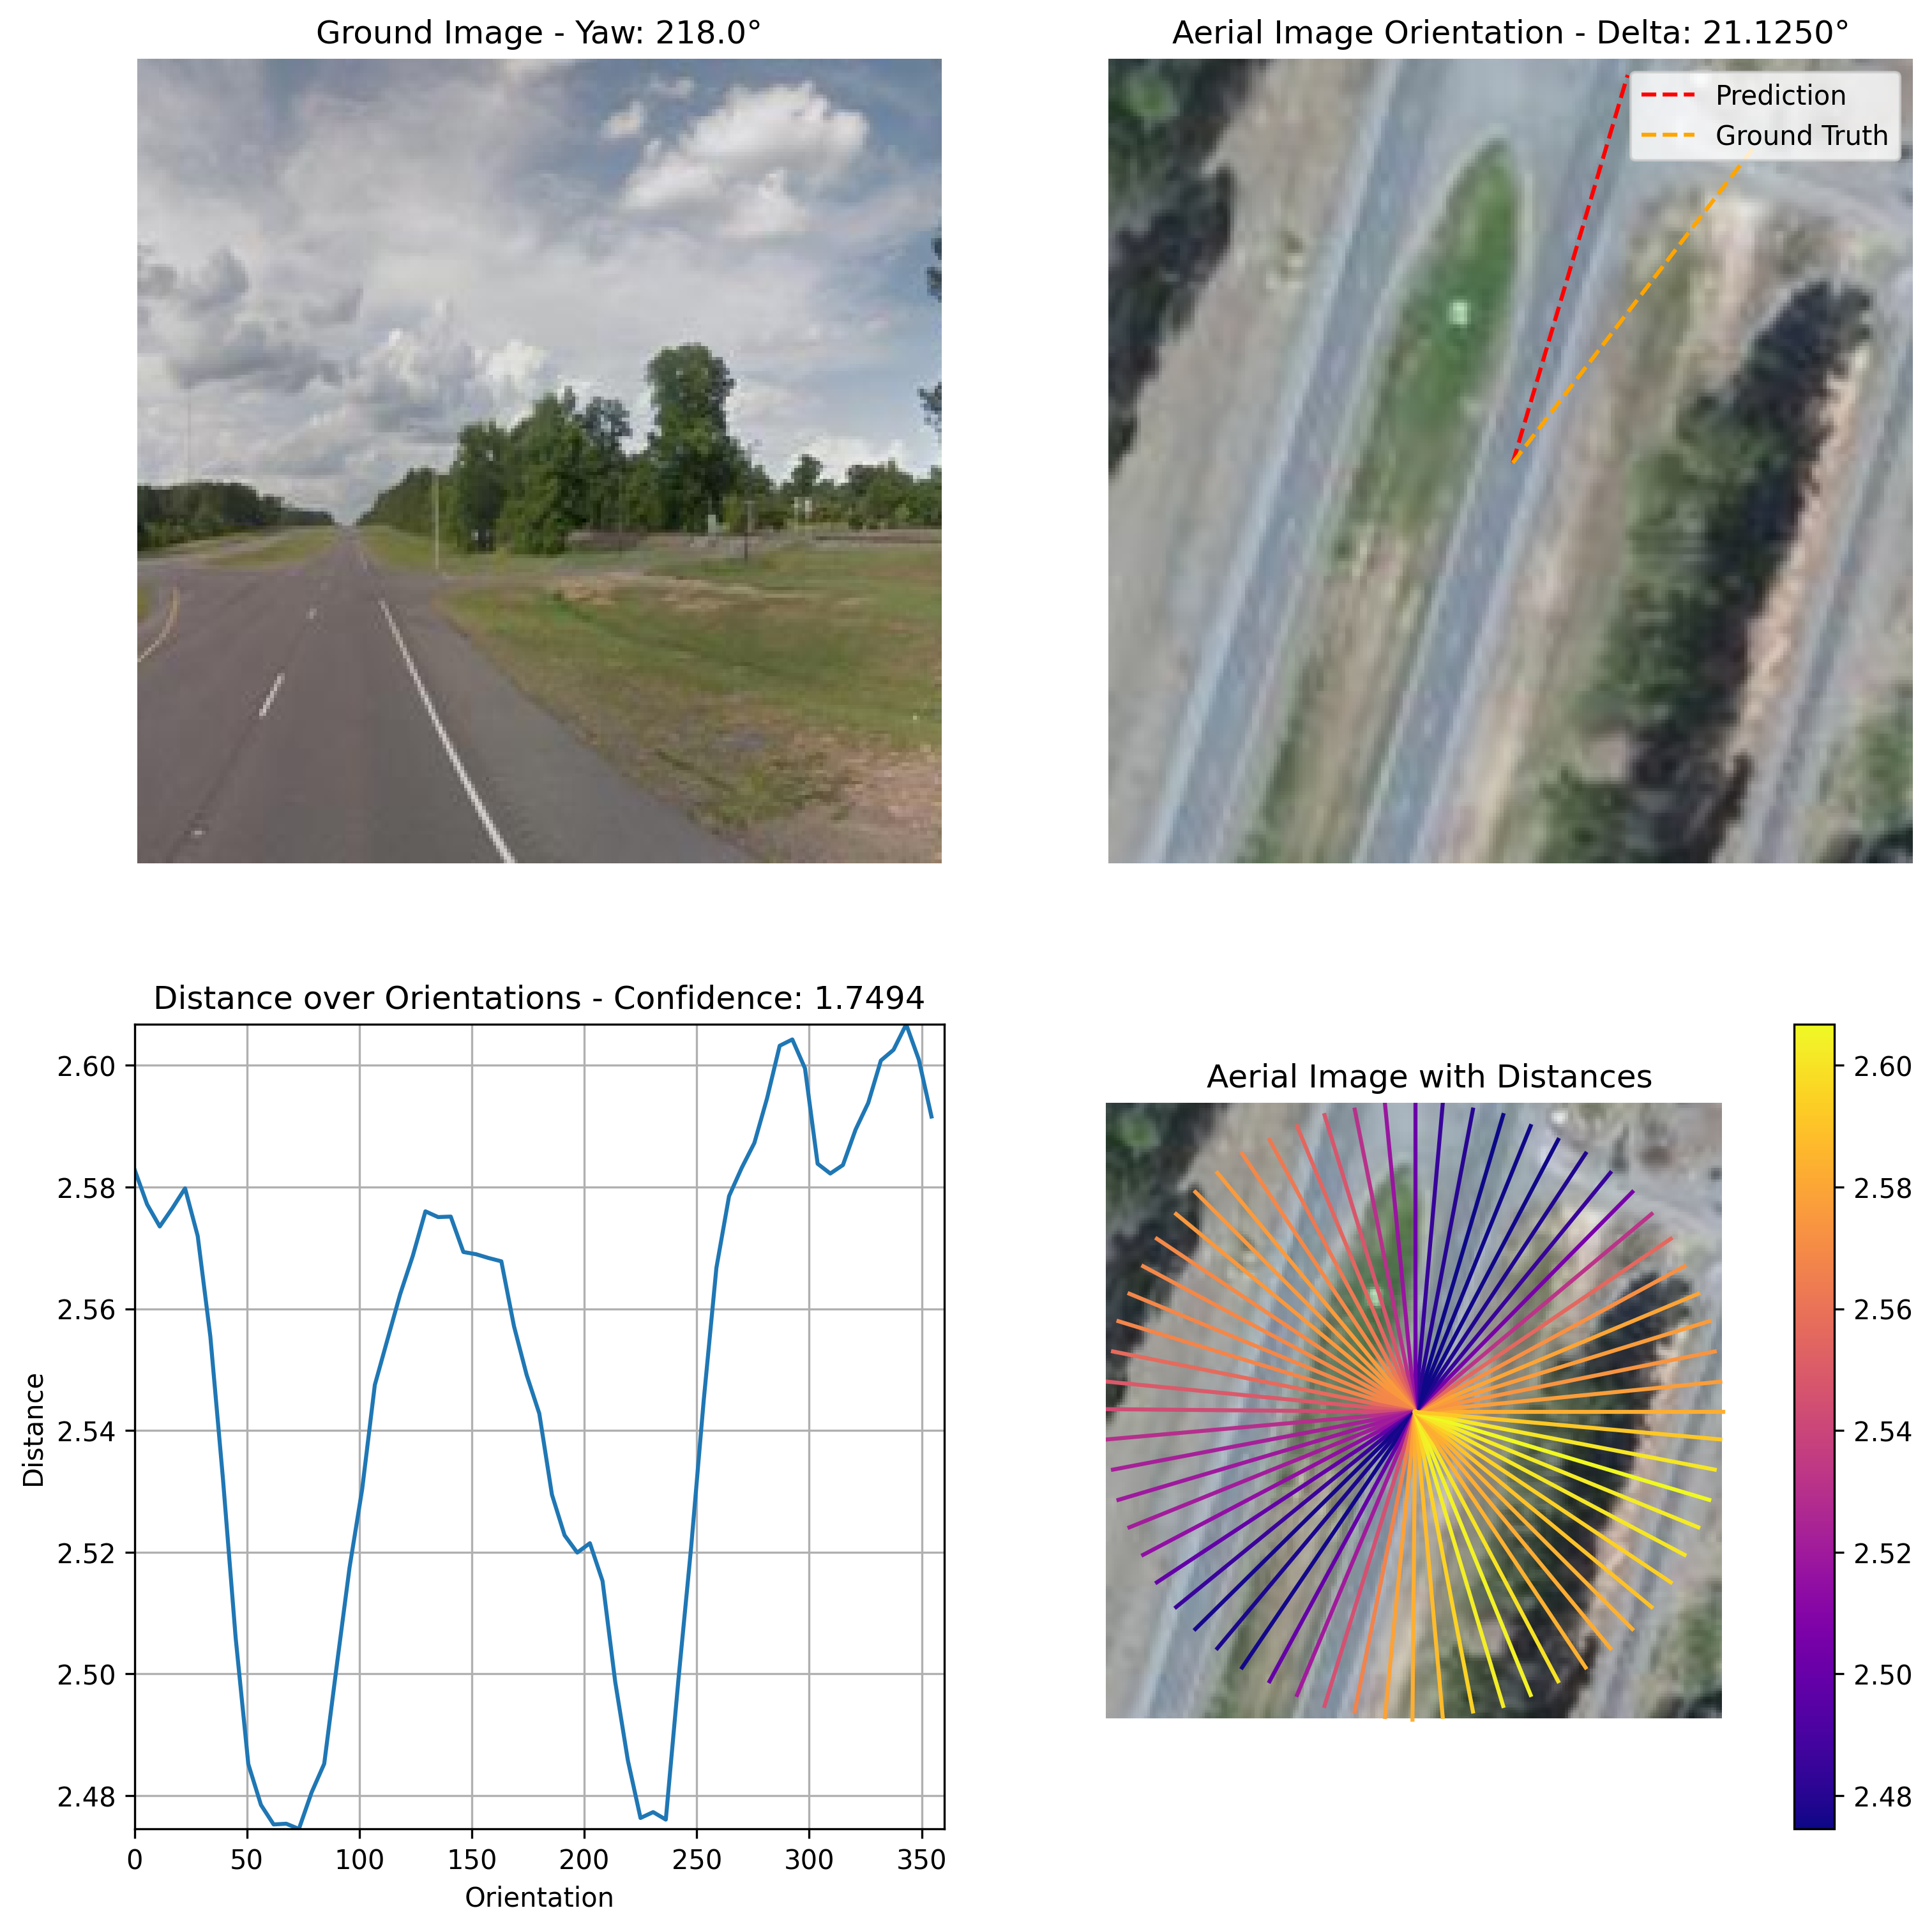 Ground Image - Yaw: 218.0°
Aerial Image Orientation - Delta: 21.1250°
Prediction
Ground Truth
Distance over Orientations - Confidence: 1.7494
2.60
2.58
2.56
2.54
2.52
2.50
2.48
Distance
0 50 100 150 200 250 300 350
Orientation
Aerial Image with Distances
2.60
2.58
2.56
2.54
2.52
2.50
2.48